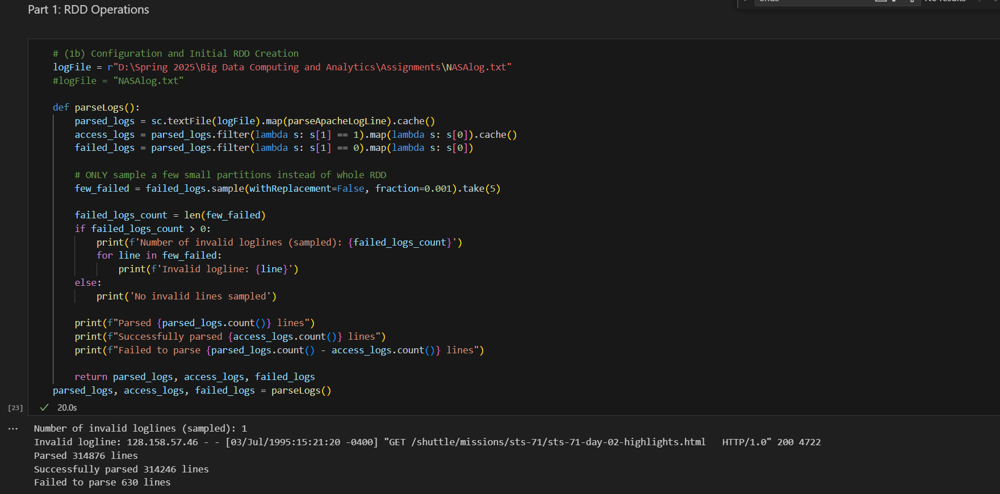 Part 1: RDD Operations
# (1b) Configuration and Initial RDD Creation
logFile = r"D:\Spring 2025\Big Data Computing and Analytics\Assignments\NASAlog.txt"
#logFile = "NASAlog.txt"
def parseLogs():
parsed_logs = sc.textFile(logFile).map(parseApacheLogLine).cache()
access_logs = parsed_logs.filter(lambda s: s[1] == 1).map(lambda s: s[0]).cache()
failed_logs = parsed_logs.filter(lambda s: s[1] == 0).map(lambda s: s[0])
# ONLY sample a few small partitions instead of whole RDD
few_failed = failed_logs.sample(withReplacement=False, fraction=0.001).take(5)
failed_logs_count = len(few_failed)
if failed_logs_count > 0:
print(f'Number of invalid loglines (sampled): {failed_logs_count}')
for line in few_failed:
print(f'Invalid logline: {line}')
else:
print('No invalid lines sampled')
print(f"Parsed {parsed_logs.count()} lines")
print(f"Successfully parsed {access_logs.count()} lines")
print(f"Failed to parse {parsed_logs.count() - access_logs.count()} lines")
return parsed_logs, access_logs, failed_logs
parsed_logs, access_logs, failed_logs = parseLogs()
[23] 20.0s
Number of invalid loglines (sampled): 1
Invalid logline: 128.158.57.46 - - [03/Jul/1995:15:21:20 -0400] "GET /shuttle/missions/sts-71/sts-71-day-02-highlights.html   HTTP/1.0" 200 4722
Parsed 314876 lines
Successfully parsed 314246 lines
Failed to parse 630 lines